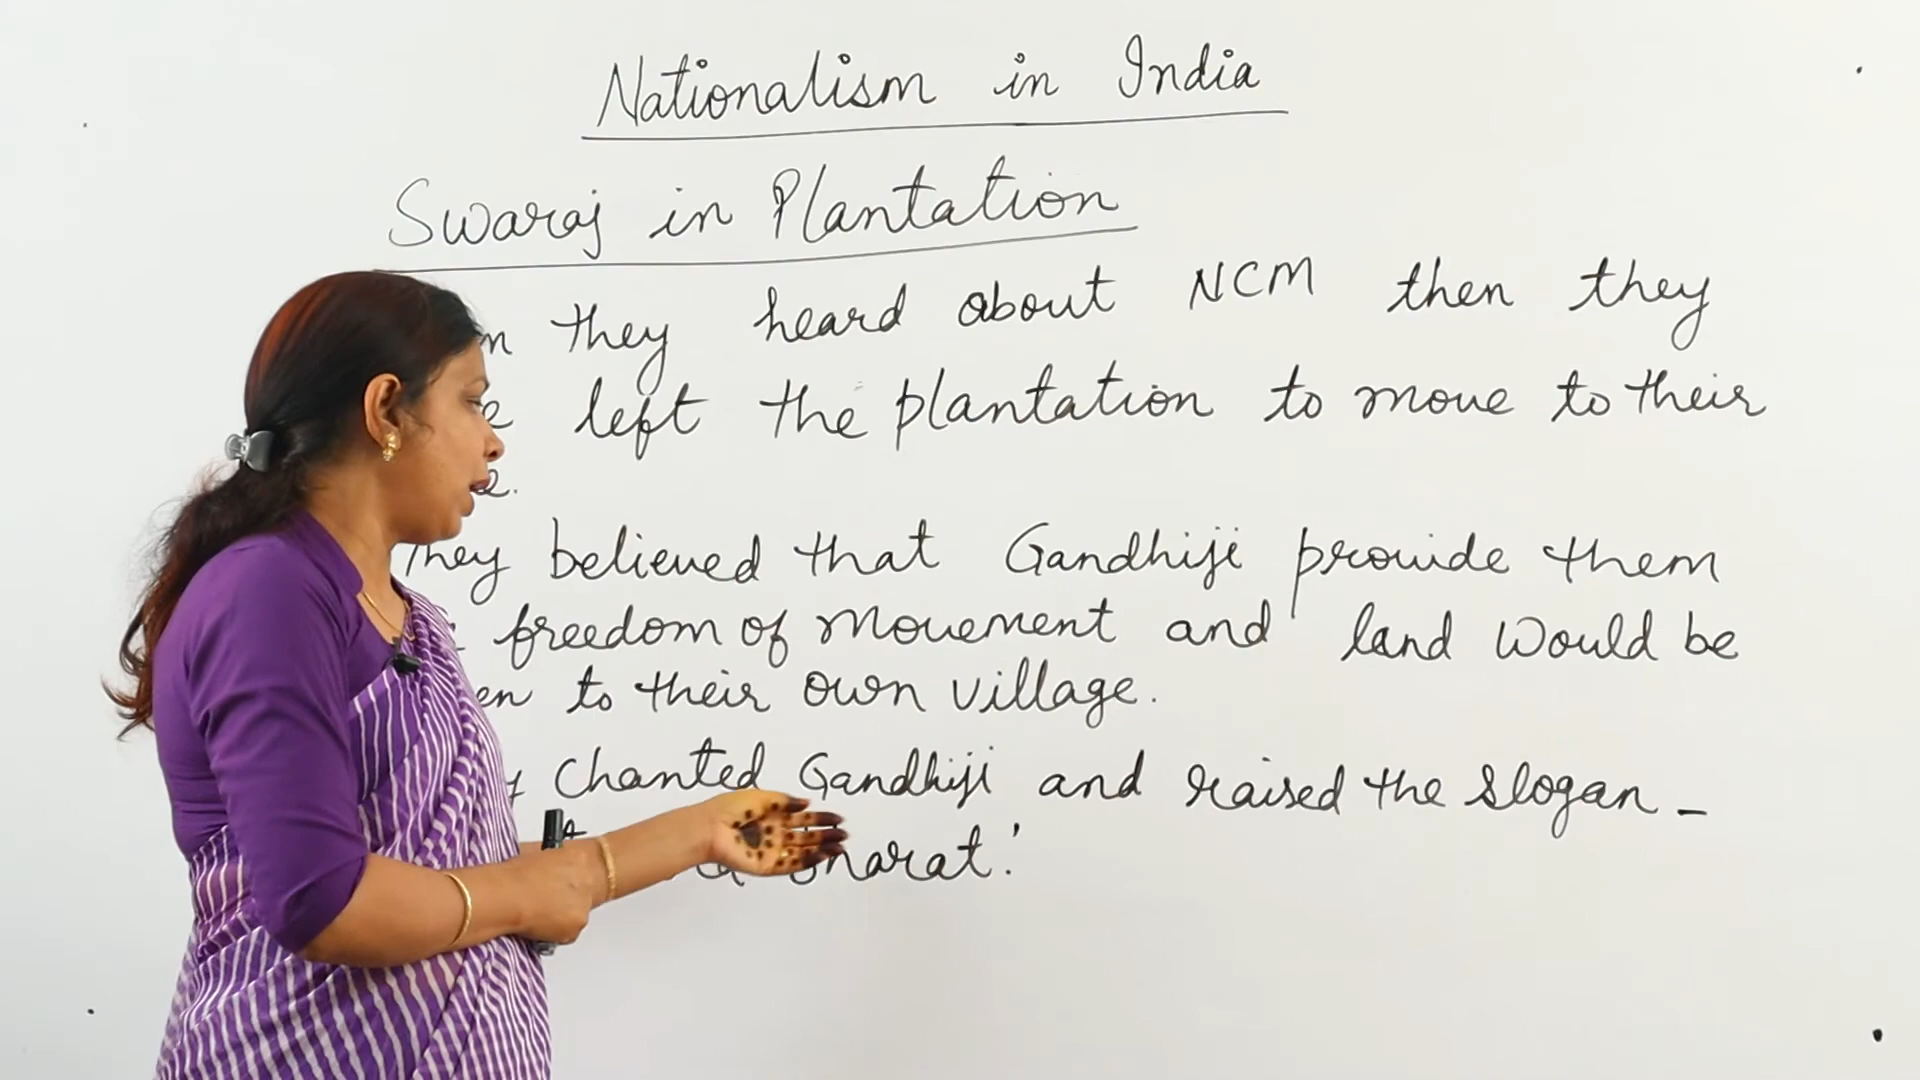 Nationalism in India
Swaraj in Plantation
they heard about NCM then they
left the plantation to move to their
They believed that Gandhiji provide them
freedom of movement and land would be
to their own village.
chanted Gandhiji and raised the slogan -
Bharat'